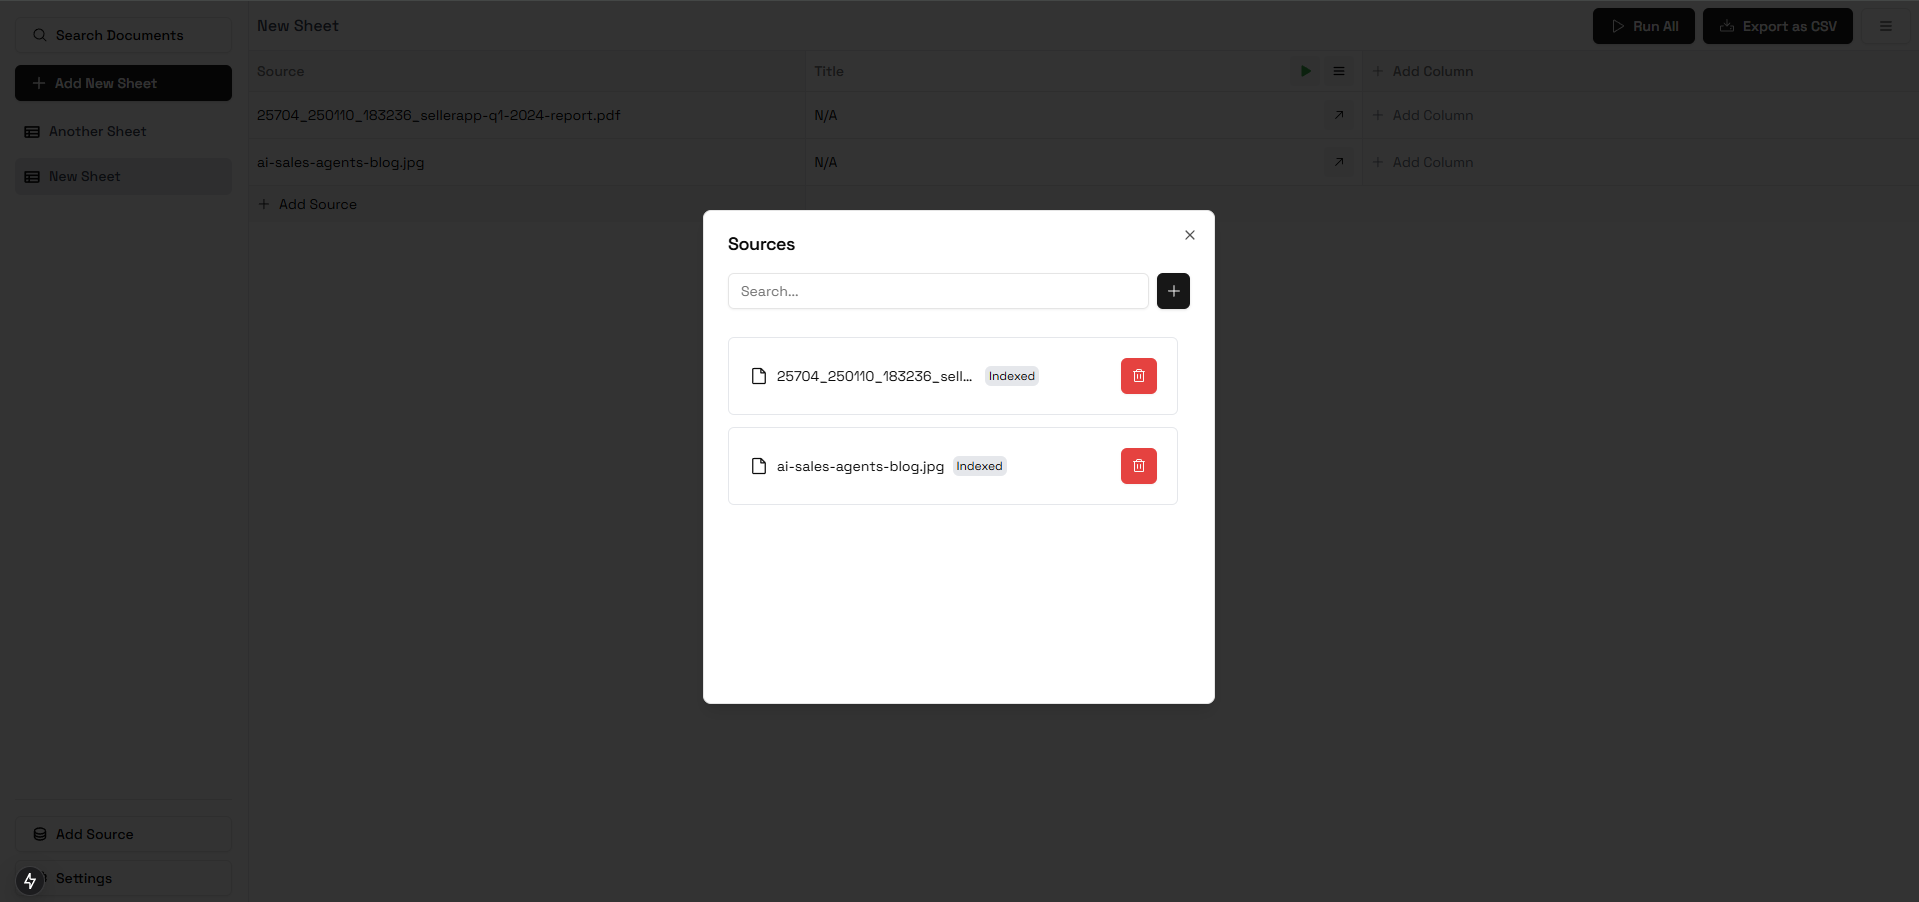 Search Documents
Add New Sheet
Another Sheet
New Sheet
Add Source
Settings
New Sheet
Run All
Export as CSV
Source
Title
Add Column
25704_250110_183236_sellerapp-q1-2024-report.pdf
N/A
Add Column
ai-sales-agents-blog.jpg
N/A
Add Column
Add Source
Sources
Search...
25704_250110_183236_sell...
Indexed
ai-sales-agents-blog.jpg
Indexed